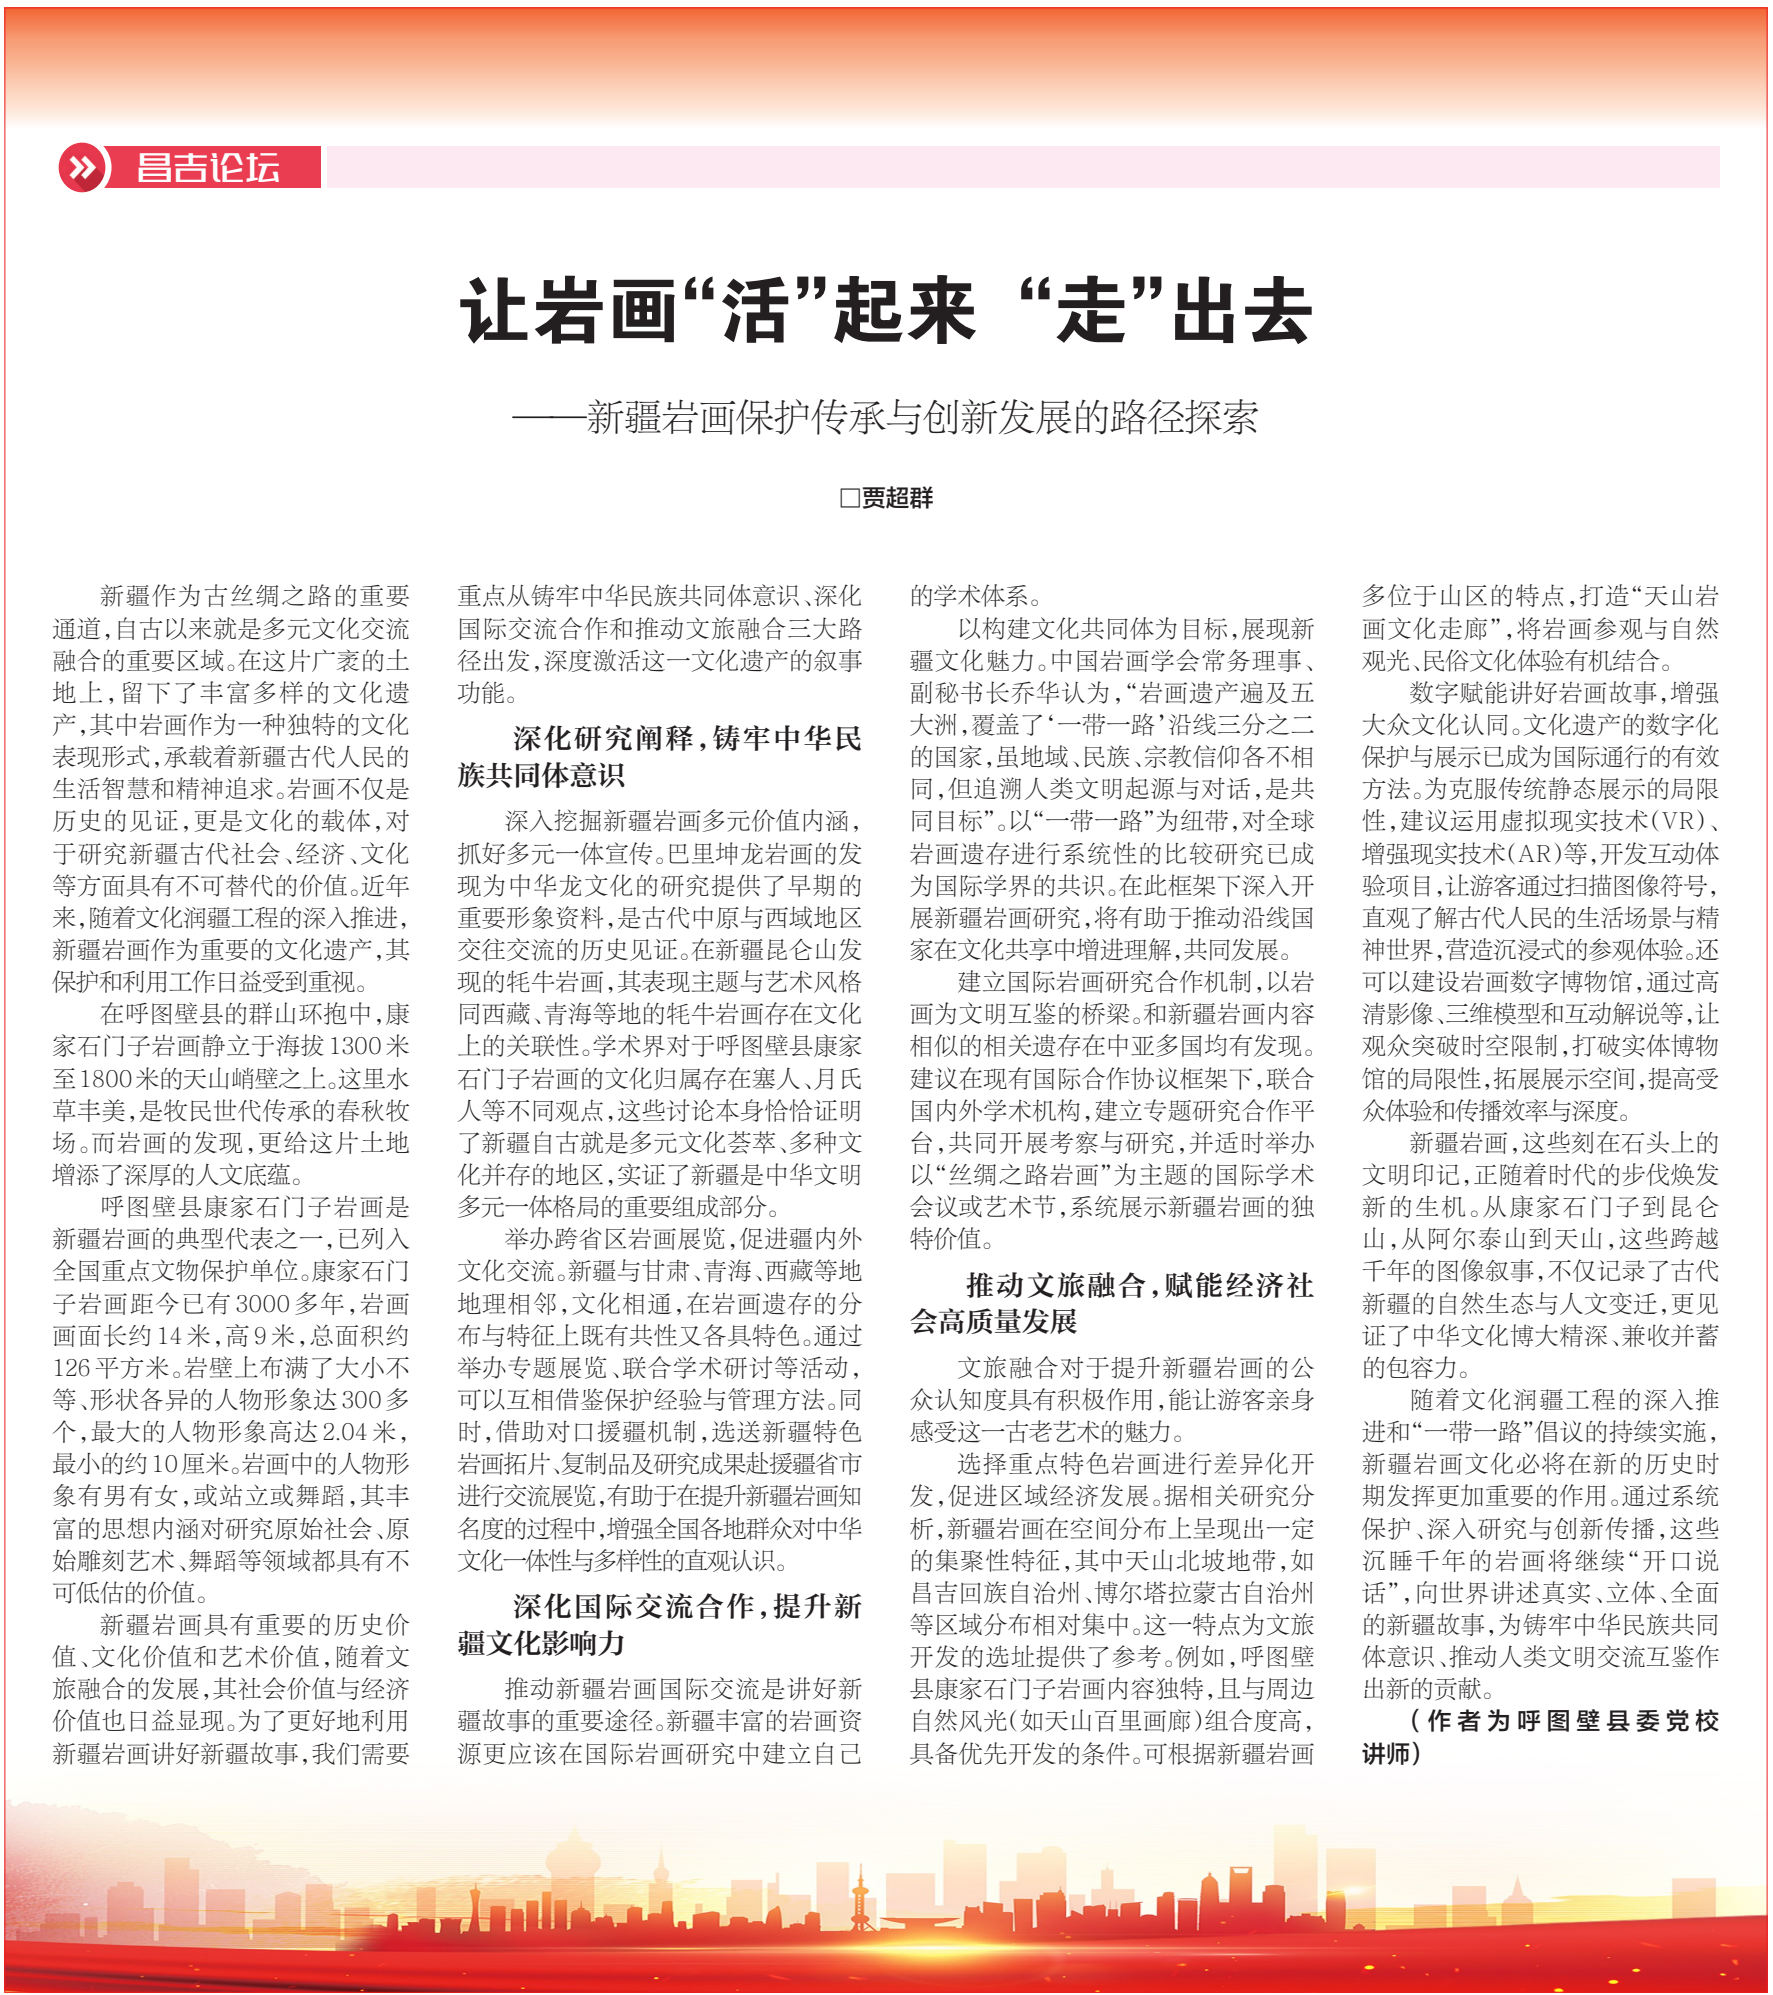 昌吉论坛
让岩画“活”起来 “走”出去
——新疆岩画保护传承与创新发展的路径探索
□贾超群
新疆作为古丝绸之路的重要
通道,自古以来就是多元文化交流
融合的重要区域。在这片广袤的土
地上,留下了丰富多样的文化遗
产,其中岩画作为一种独特的文化
表现形式,承载着新疆古代人民的
生活智慧和精神追求。岩画不仅是
历史的见证,更是文化的载体,对
于研究新疆古代社会、经济、文化
等方面具有不可替代的价值。近年
来,随着文化润疆工程的深入推进,
新疆岩画作为重要的文化遗产,其
保护和利用工作日益受到重视。
在呼图壁县的群山环抱中,康
家石门子岩画静立于海拔1300米
至1800米的天山峭壁之上。这里水
草丰美,是牧民世代传承的春秋牧
场。而岩画的发现,更给这片土地
增添了深厚的人文底蕴。
呼图壁县康家石门子岩画是
新疆岩画的典型代表之一,已列入
全国重点文物保护单位。康家石门
子岩画距今已有3000多年,岩画
画面长约14米,高9米,总面积约
126平方米。岩壁上布满了大小不
等、形状各异的人物形象达300多
个,最大的人物形象高达2.04米,
最小的约10厘米。岩画中的人物形
象有男有女,或站立或舞蹈,其丰
富的思想内涵对研究原始社会、原
始雕刻艺术、舞蹈等领域都具有不
可低估的价值。
新疆岩画具有重要的历史价
值、文化价值和艺术价值,随着文
旅融合的发展,其社会价值与经济
价值也日益显现。为了更好地利用
新疆岩画讲好新疆故事,我们需要
重点从铸牢中华民族共同体意识、深化
国际交流合作和推动文旅融合三大路
径出发,深度激活这一文化遗产的叙事
功能。
深化研究阐释,铸牢中华民
族共同体意识
深入挖掘新疆岩画多元价值内涵,
抓好多元一体宣传。巴里坤龙岩画的发
现为中华龙文化的研究提供了早期的
重要形象资料,是古代中原与西域地区
交往交流的历史见证。在新疆昆仑山发
现的牦牛岩画,其表现主题与艺术风格
同西藏、青海等地的牦牛岩画存在文化
上的关联性。学术界对于呼图壁县康家
石门子岩画的文化归属存在塞人、月氏
人等不同观点,这些讨论本身恰恰证明
了新疆自古就是多元文化荟萃、多种文
化并存的地区,实证了新疆是中华文明
多元一体格局的重要组成部分。
举办跨省区岩画展览,促进疆内外
文化交流。新疆与甘肃、青海、西藏等地
地理相邻,文化相通,在岩画遗存的分
布与特征上既有共性又各具特色。通过
举办专题展览、联合学术研讨等活动,
可以互相借鉴保护经验与管理方法。同
时,借助对口援疆机制,选送新疆特色
岩画拓片、复制品及研究成果赴援疆省市
进行交流展览,有助于在提升新疆岩画知
名度的过程中,增强全国各地群众对中华
文化一体性与多样性的直观认识。
深化国际交流合作,提升新
疆文化影响力
推动新疆岩画国际交流是讲好新
疆故事的重要途径。新疆丰富的岩画资
源更应该在国际岩画研究中建立自己
的学术体系。
以构建文化共同体为目标,展现新
疆文化魅力。中国岩画学会常务理事、
副秘书长乔华认为,“岩画遗产遍及五
大洲,覆盖了‘一带一路’沿线三分之二
的国家,虽地域、民族、宗教信仰各不相
同,但追溯人类文明起源与对话,是共
同目标”。以“一带一路”为纽带,对全球
岩画遗存进行系统性的比较研究已成
为国际学界的共识。在此框架下深入开
展新疆岩画研究,将有助于推动沿线国
家在文化共享中增进理解,共同发展。
建立国际岩画研究合作机制,以岩
画为文明互鉴的桥梁。和新疆岩画内容
相似的相关遗存在中亚多国均有发现。
建议在现有国际合作协议框架下,联合
国内外学术机构,建立专题研究合作平
台,共同开展考察与研究,并适时举办
以“丝绸之路岩画”为主题的国际学术
会议或艺术节,系统展示新疆岩画的独
特价值。
推动文旅融合,赋能经济社
会高质量发展
文旅融合对于提升新疆岩画的公
众认知度具有积极作用,能让游客亲身
感受这一古老艺术的魅力。
选择重点特色岩画进行差异化开
发,促进区域经济发展。据相关研究分
析,新疆岩画在空间分布上呈现出一定
的集聚性特征,其中天山北坡地带,如
昌吉回族自治州、博尔塔拉蒙古自治州
等区域分布相对集中。这一特点为文旅
开发的选址提供了参考。例如,呼图壁
县康家石门子岩画内容独特,且与周边
自然风光(如天山百里画廊)组合度高,
具备优先开发的条件。可根据新疆岩画
多位于山区的特点,打造“天山岩
画文化走廊”,将岩画参观与自然
观光、民俗文化体验有机结合。
数字赋能讲好岩画故事,增强
大众文化认同。文化遗产的数字化
保护与展示已成为国际通行的有效
方法。为克服传统静态展示的局限
性,建议运用虚拟现实技术(VR)、
增强现实技术(AR)等,开发互动体
验项目,让游客通过扫描图像符号,
直观了解古代人民的生活场景与精
神世界,营造沉浸式的参观体验。还
可以建设岩画数字博物馆,通过高
清影像、三维模型和互动解说等,让
观众突破时空限制,打破实体博物
馆的局限性,拓展展示空间,提高受
众体验和传播效率与深度。
新疆岩画,这些刻在石头上的
文明印记,正随着时代的步伐焕发
新的生机。从康家石门子到昆仑
山,从阿尔泰山到天山,这些跨越
千年的图像叙事,不仅记录了古代
新疆的自然生态与人文变迁,更见
证了中华文化博大精深、兼收并蓄
的包容力。
随着文化润疆工程的深入推
进和“一带一路”倡议的持续实施,
新疆岩画文化必将在新的历史时
期发挥更加重要的作用。通过系统
保护、深入研究与创新传播,这些
沉睡千年的岩画将继续“开口说
话”,向世界讲述真实、立体、全面
的新疆故事,为铸牢中华民族共同
体意识、推动人类文明交流互鉴作
出新的贡献。
(作者为呼图壁县委党校
讲师)